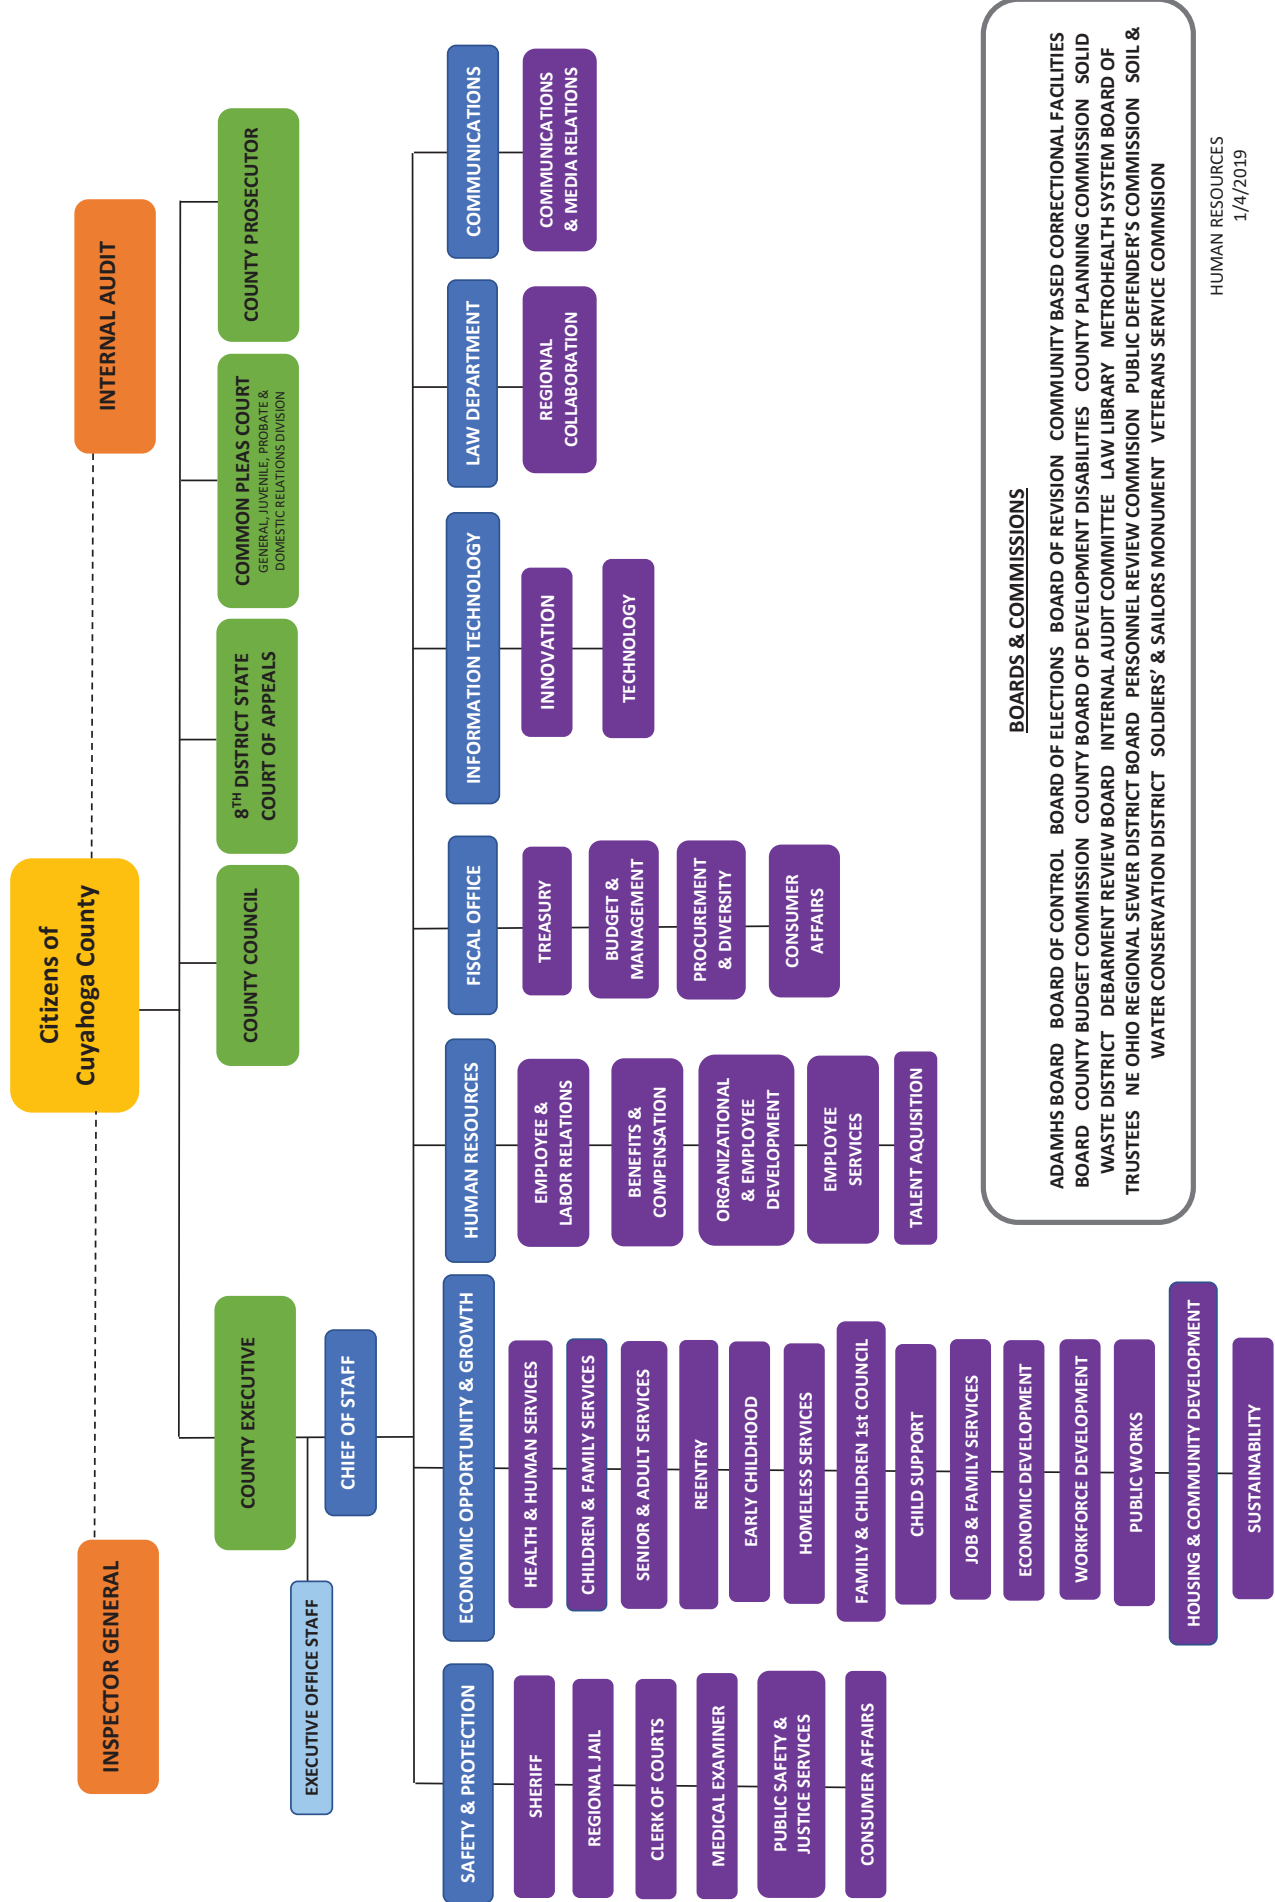 Citizens of
Cuyahoga County
INSPECTOR GENERAL
INTERNAL AUDIT
COUNTY EXECUTIVE
COUNTY COUNCIL
8TH DISTRICT STATE
COURT OF APPEALS
COMMON PLEAS COURT
GENERAL, JUVENILE, PROBATE &
DOMESTIC RELATIONS DIVISION
COUNTY PROSECUTOR
EXECUTIVE OFFICE STAFF
CHIEF OF STAFF
SAFETY & PROTECTION
SHERIFF
REGIONAL JAIL
CLERK OF COURTS
MEDICAL EXAMINER
PUBLIC SAFETY &
JUSTICE SERVICES
CONSUMER AFFAIRS
ECONOMIC OPPORTUNITY & GROWTH
HEALTH & HUMAN SERVICES
CHILDREN & FAMILY SERVICES
SENIOR & ADULT SERVICES
REENTRY
EARLY CHILDHOOD
HOMELESS SERVICES
FAMILY & CHILDREN 1st COUNCIL
CHILD SUPPORT
JOB & FAMILY SERVICES
ECONOMIC DEVELOPMENT
WORKFORCE DEVELOPMENT
PUBLIC WORKS
HOUSING & COMMUNITY DEVELOPMENT
SUSTAINABILITY
HUMAN RESOURCES
EMPLOYEE &
LABOR RELATIONS
BENEFITS &
COMPENSATION
ORGANIZATIONAL
& EMPLOYEE
DEVELOPMENT
EMPLOYEE
SERVICES
TALENT AQUISITION
FISCAL OFFICE
TREASURY
BUDGET &
MANAGEMENT
PROCUREMENT
& DIVERSITY
CONSUMER
AFFAIRS
INFORMATION TECHNOLOGY
INNOVATION
TECHNOLOGY
LAW DEPARTMENT
REGIONAL
COLLABORATION
COMMUNICATIONS
COMMUNICATIONS
& MEDIA RELATIONS
BOARDS & COMMISSIONS
ADAMHS BOARD BOARD OF CONTROL BOARD OF ELECTIONS BOARD OF REVISION COMMUNITY BASED CORRECTIONAL FACILITIES
BOARD COUNTY BUDGET COMMISSION COUNTY BOARD OF DEVELOPMENT DISABILITIES COUNTY PLANNING COMMISSION SOLID
WASTE DISTRICT DEBARMENT REVIEW BOARD INTERNAL AUDIT COMMITTEE LAW LIBRARY METROHEALTH SYSTEM BOARD OF
TRUSTEES NE OHIO REGIONAL SEWER DISTRICT BOARD PERSONNEL REVIEW COMMISION PUBLIC DEFENDER'S COMMISSION SOIL &
WATER CONSERVATION DISTRICT SOLDIERS' & SAILORS MONUMENT VETERANS SERVICE COMMISION
HUMAN RESOURCES
1/4/2019